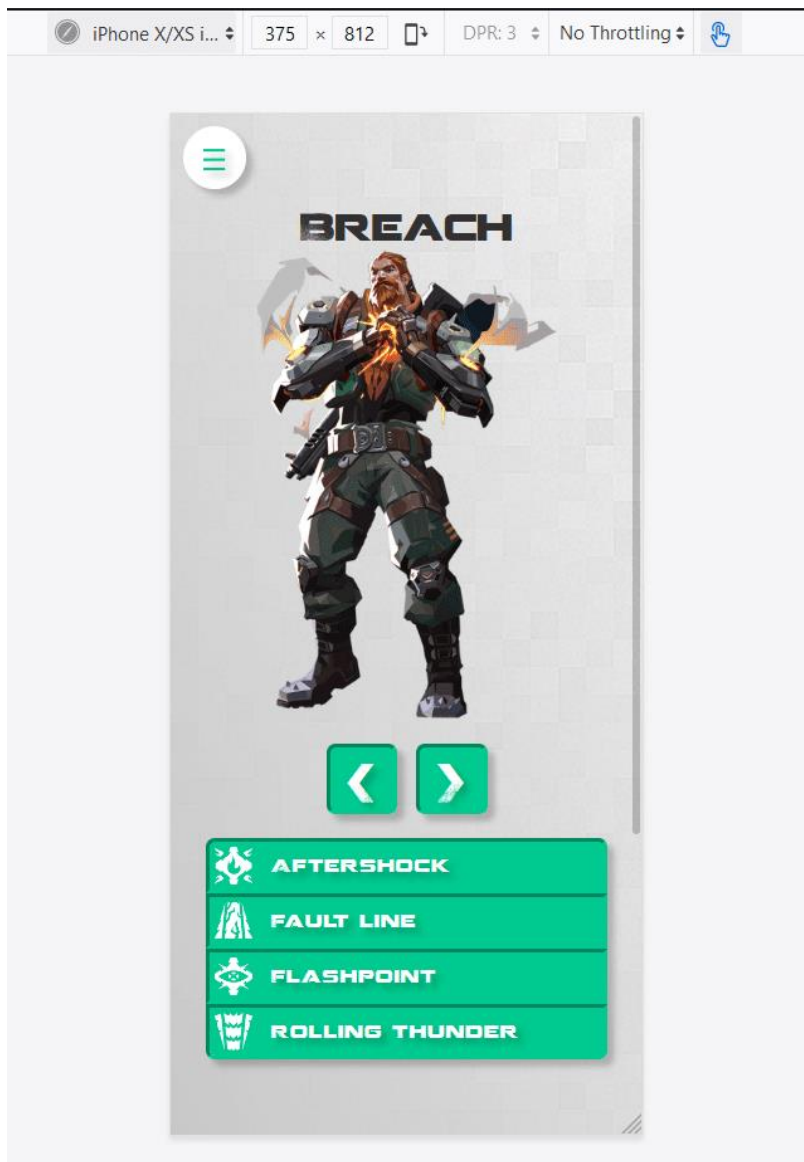 iPhone X/XS i... 375 × 812 DPR: 3 No Throttling
BREACH
AFTERSHOCK
FAULT LINE
FLASHPOINT
ROLLING THUNDER